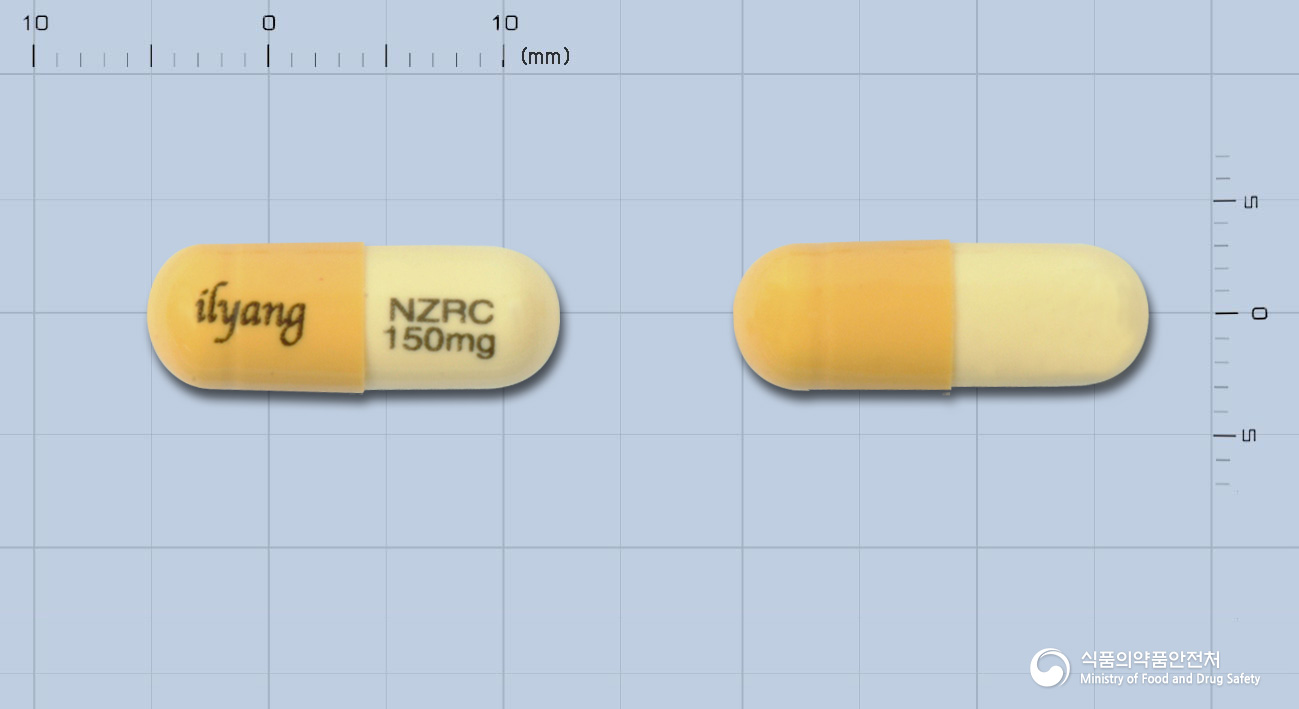 10 0 10 (mm)
ilyang
NZRC
150mg
5
0
5
식품의약품안전처
Ministry of Food and Drug Safety